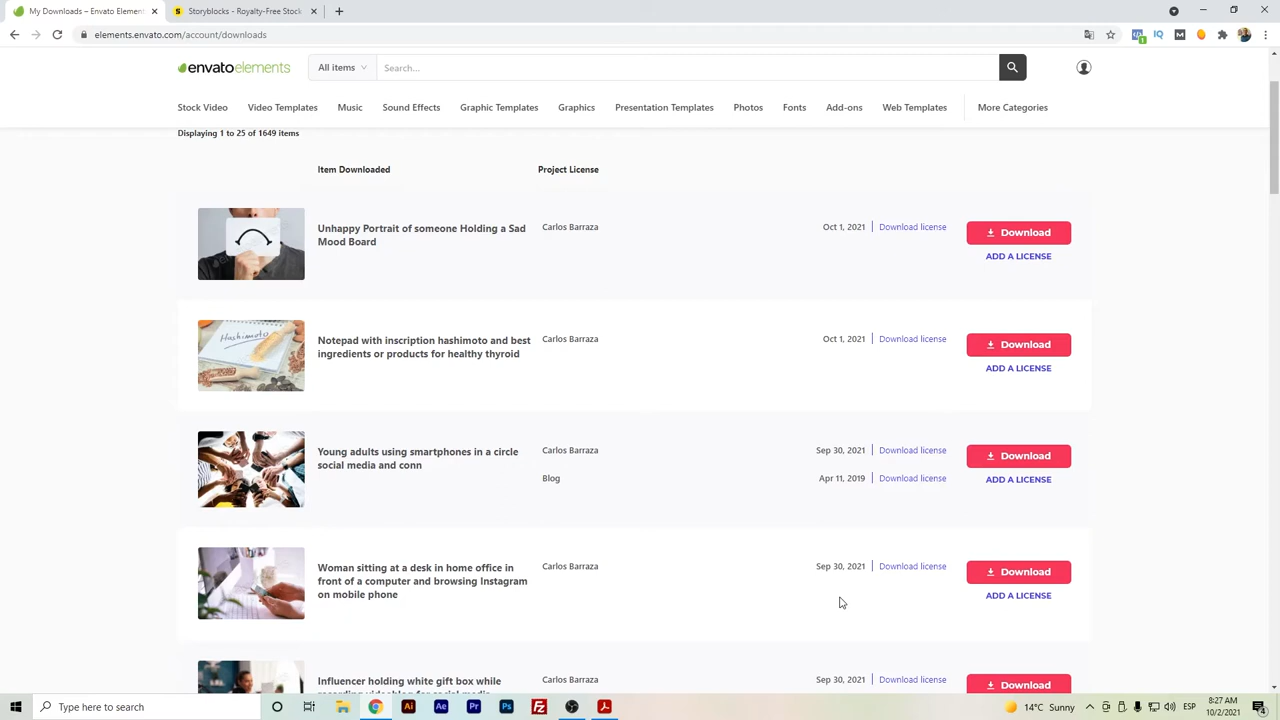 My Downloads – Envato Elements
Storyblocks - Royalty-Free Stock
elements.envato.com/account/downloads
envatoelements
All items
Search...
Stock Video
Video Templates
Music
Sound Effects
Graphic Templates
Graphics
Presentation Templates
Photos
Fonts
Add-ons
Web Templates
More Categories
Displaying 1 to 25 of 1649 items
Item Downloaded
Project License
Unhappy Portrait of someone Holding a Sad
Mood Board
Carlos Barraza
Oct 1, 2021
Download license
Download
ADD A LICENSE
Hashimoto
Notepad with inscription hashimoto and best
ingredients or products for healthy thyroid
Carlos Barraza
Oct 1, 2021
Download license
Download
ADD A LICENSE
Young adults using smartphones in a circle
social media and conn
Carlos Barraza
Sep 30, 2021
Download license
Blog
Apr 11, 2019
Download license
Download
ADD A LICENSE
Woman sitting at a desk in home office in
front of a computer and browsing Instagram
on mobile phone
Carlos Barraza
Sep 30, 2021
Download license
Download
ADD A LICENSE
Influencer holding white gift box while
Carlos Barraza
Sep 30, 2021
Download license
Download
Type here to search
Ai
Ae
Pr
Ps
Fz
14°C Sunny
ESP
8:27 AM
10/2/2021
4